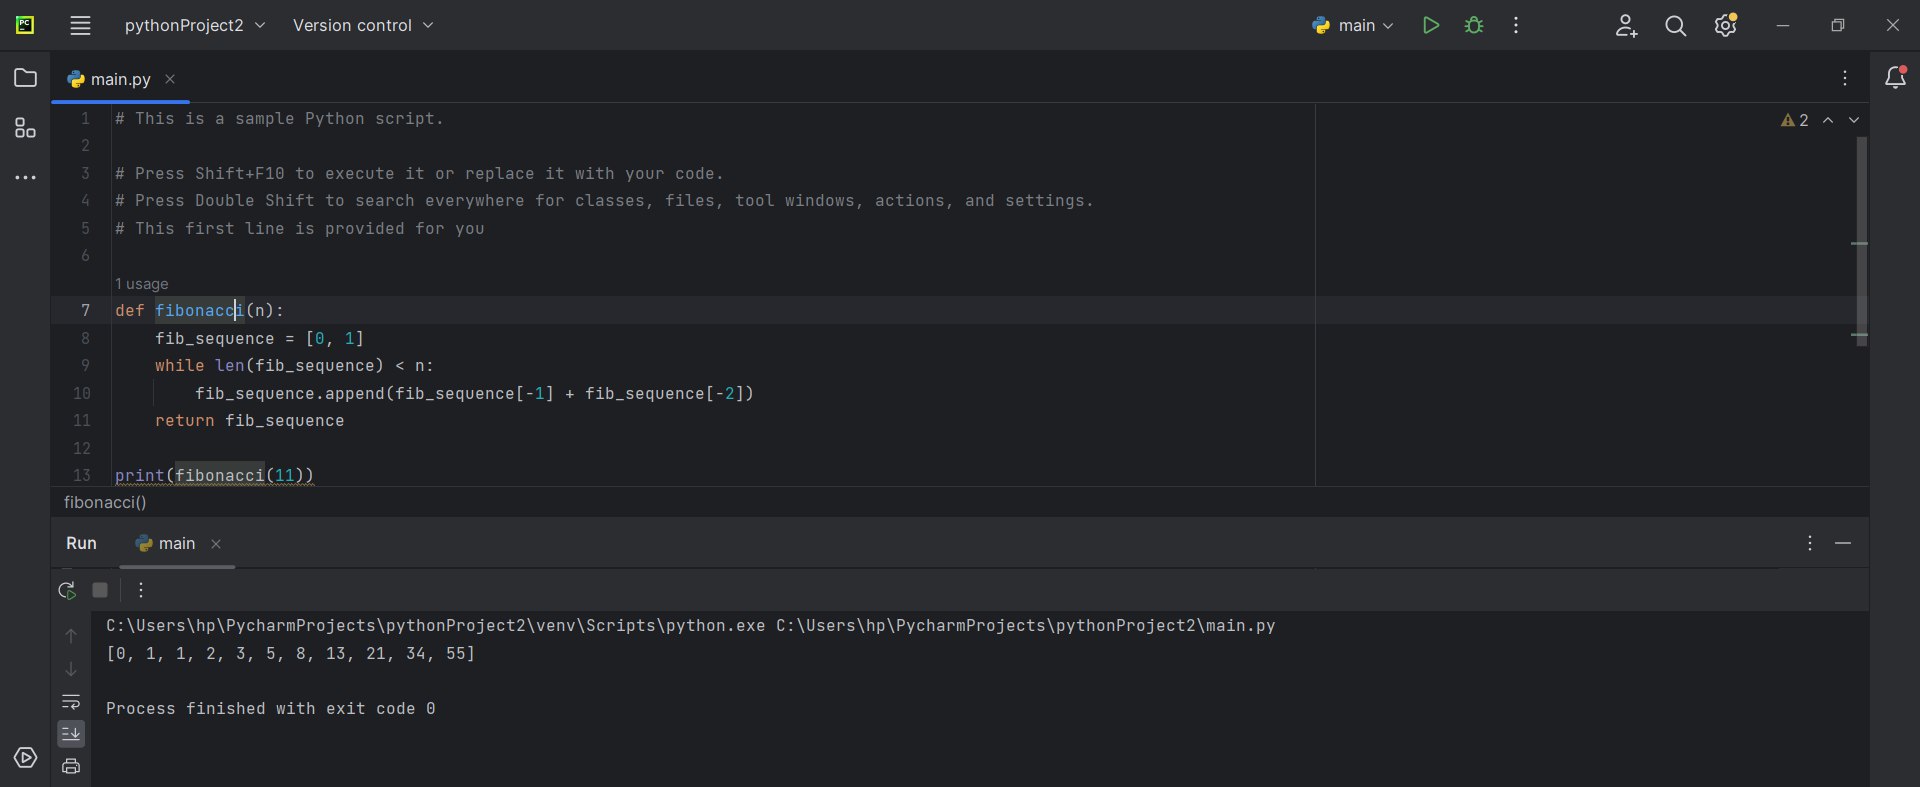 PC pythonProject2 Version control main
main.py
1 # This is a sample Python script.
2
3 # Press Shift+F10 to execute it or replace it with your code.
4 # Press Double Shift to search everywhere for classes, files, tool windows, actions, and settings.
5 # This first line is provided for you
6
1 usage
7 def fibonacci(n):
8     fib_sequence = [0, 1]
9     while len(fib_sequence) < n:
10         fib_sequence.append(fib_sequence[-1] + fib_sequence[-2])
11     return fib_sequence
12
13 print(fibonacci(11))
2
fibonacci()
Run main
C:\Users\hp\PycharmProjects\pythonProject2\venv\Scripts\python.exe C:\Users\hp\PycharmProjects\pythonProject2\main.py
[0, 1, 1, 2, 3, 5, 8, 13, 21, 34, 55]
Process finished with exit code 0